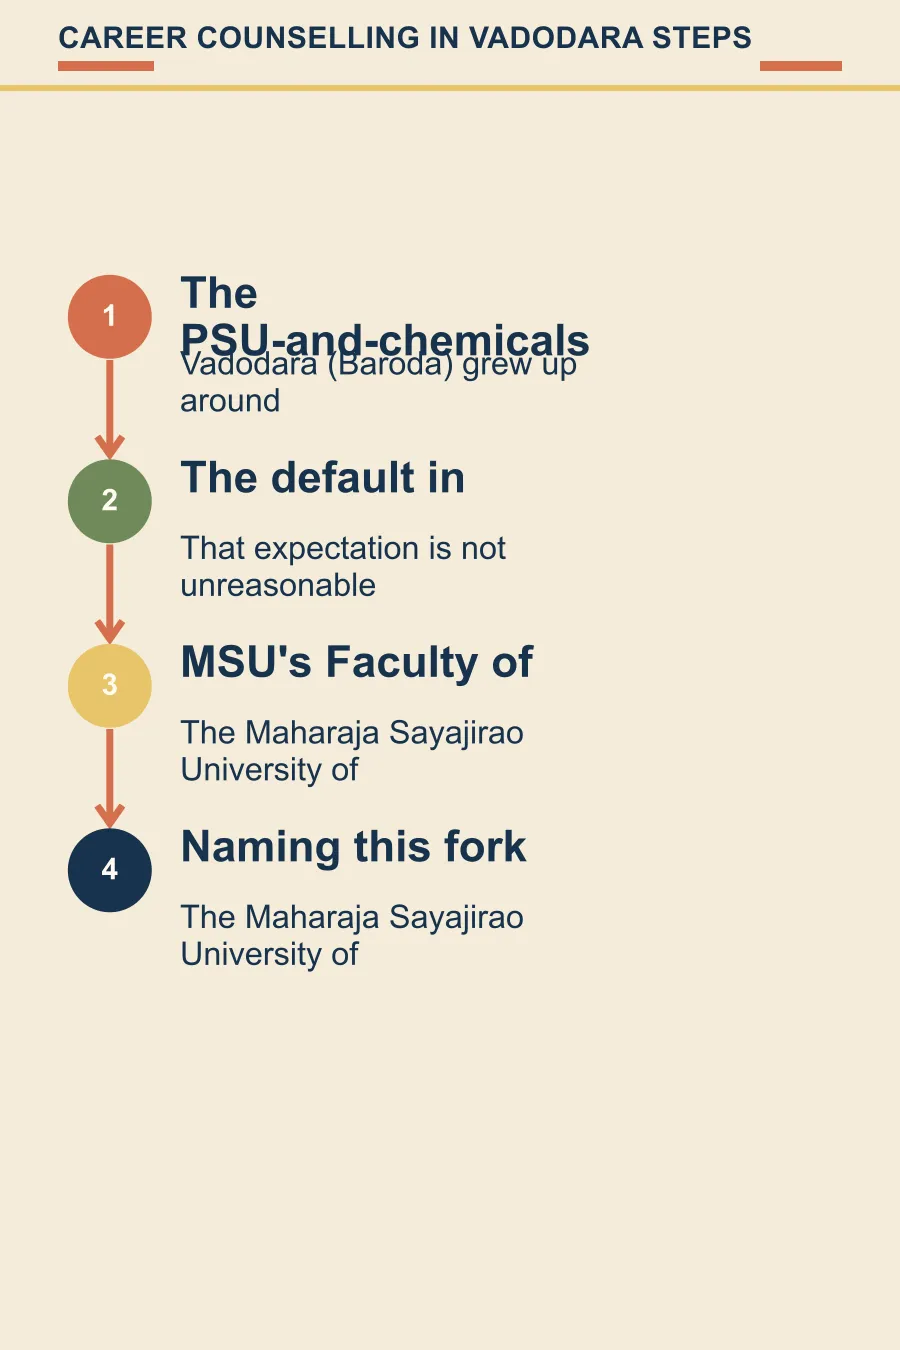 CAREER COUNSELLING IN VADODARA STEPS
1
The
PSU-and-chemicals
Vadodara (Baroda) grew up
around
2
The default in
That expectation is not
unreasonable
3
MSU's Faculty of
The Maharaja Sayajirao
University of
4
Naming this fork
The Maharaja Sayajirao
University of